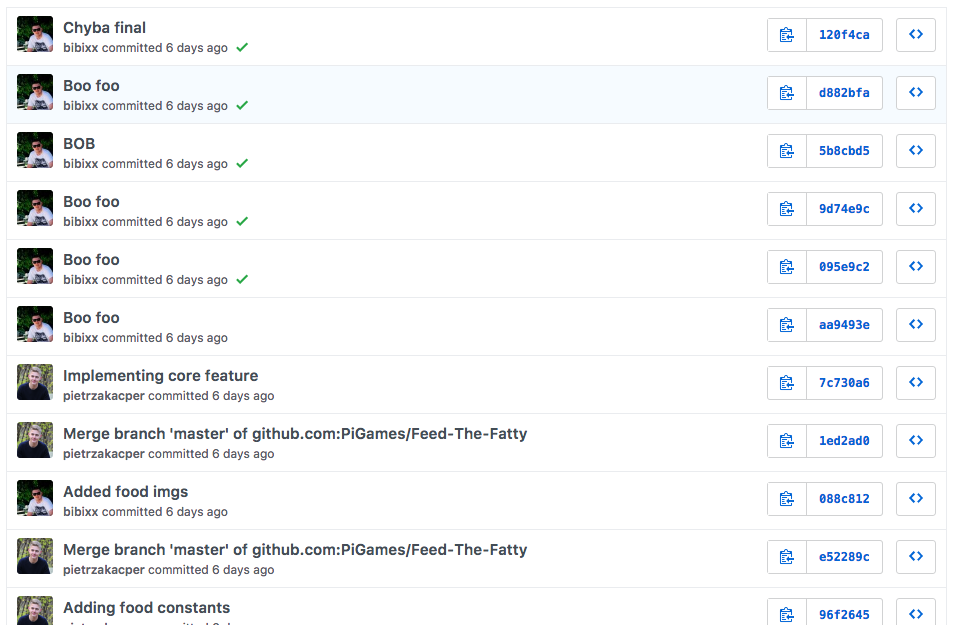 Chyba final
bibixx committed 6 days ago
120f4ca
Boo foo
bibixx committed 6 days ago
d882bfa
BOB
bibixx committed 6 days ago
5b8cbd5
Boo foo
bibixx committed 6 days ago
9d74e9c
Boo foo
bibixx committed 6 days ago
095e9c2
Boo foo
bibixx committed 6 days ago
aa9493e
Implementing core feature
pietrzakacper committed 6 days ago
7c730a6
Merge branch 'master' of github.com:PiGames/Feed-The-Fatty
pietrzakacper committed 6 days ago
1ed2ad0
Added food imgs
bibixx committed 6 days ago
088c812
Merge branch 'master' of github.com:PiGames/Feed-The-Fatty
pietrzakacper committed 6 days ago
e52289c
Adding food constants
96f2645